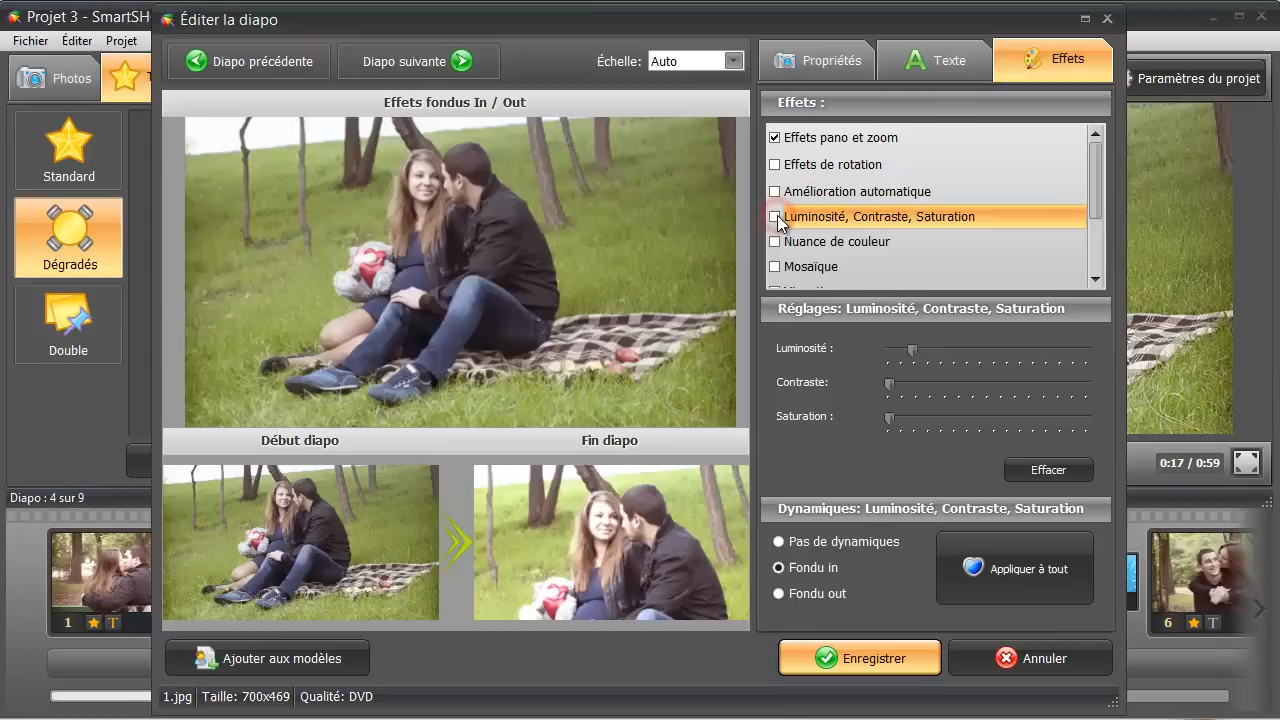 Projet 3 - SmartSH
Éditer la diapo
Fichier
Éditer
Projet
Photos
Diapo précédente
Diapo suivante
Échelle:
Auto
Propriétés
Texte
Effets
Paramètres du projet
Effets fondus In / Out
Effets :
Standard
Dégradés
Double
Effets pano et zoom
Effets de rotation
Amélioration automatique
Luminosité, Contraste, Saturation
Nuance de couleur
Mosaïque
Réglages: Luminosité, Contraste, Saturation
Luminosité :
Contraste:
Saturation :
Effacer
Début diapo
Fin diapo
0:17 / 0:59
Diapo : 4 sur 9
Dynamiques: Luminosité, Contraste, Saturation
Pas de dynamiques
Fondu in
Fondu out
Appliquer à tout
1
T
6
T
Ajouter aux modèles
Enregistrer
Annuler
1.jpg
Taille: 700x469
Qualité: DVD